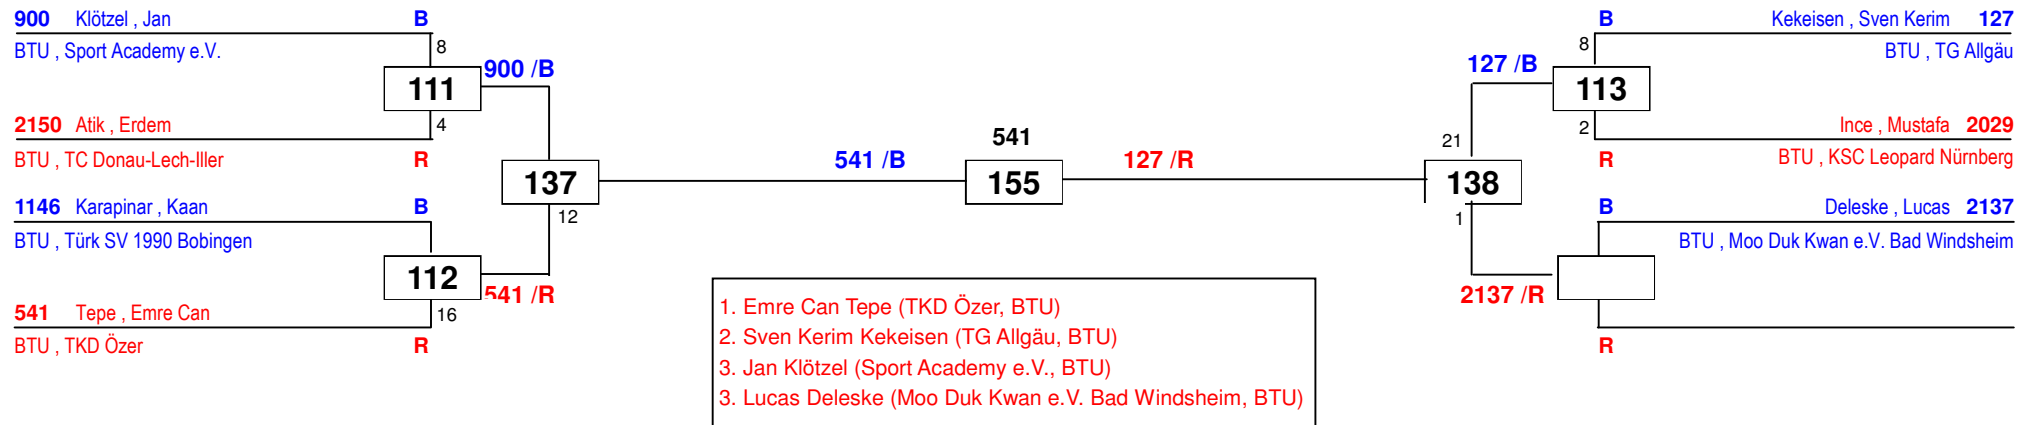 900 Klötzel , Jan B
BTU , Sport Academy e.V.
8
111
900 /B
4
2150 Atik , Erdem
BTU , TC Donau-Lech-Iller R
137
12
1146 Karapinar , Kaan B
BTU , Türk SV 1990 Bobingen
112
541 /R
16
541 Tepe , Emre Can
BTU , TKD Özer R
541 /B
541
155
127 /R
B Kekeisen , Sven Kerim 127
BTU , TG Allgäu
8
127 /B
113
2
Ince , Mustafa 2029
R BTU , KSC Leopard Nürnberg
21
138
1
B Deleske , Lucas 2137
BTU , Moo Duk Kwan e.V. Bad Windsheim
2137 /R
R
1. Emre Can Tepe (TKD Özer, BTU)
2. Sven Kerim Kekeisen (TG Allgäu, BTU)
3. Jan Klötzel (Sport Academy e.V., BTU)
3. Lucas Deleske (Moo Duk Kwan e.V. Bad Windsheim, BTU)